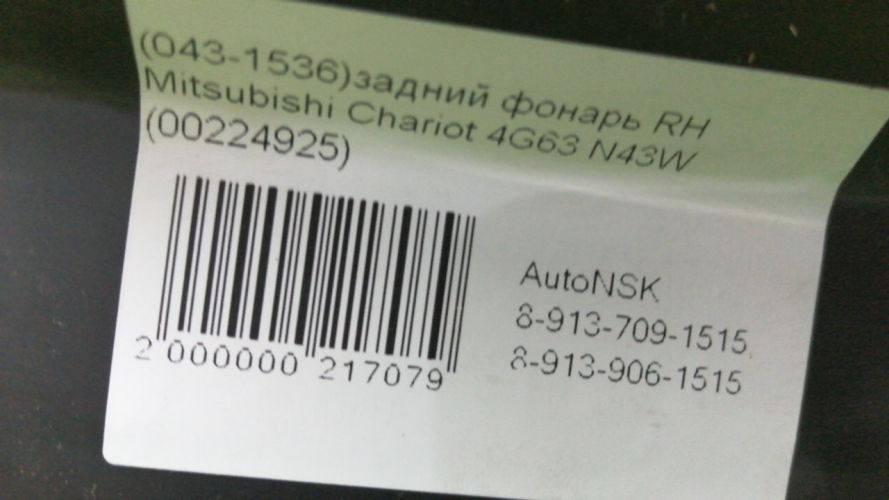 (043-1536)задний фонарь RH
Mitsubishi Chariot 4G63 N43W
(00224925)
AutoNSK
8-913-709-1515,
8-913-906-1515
2 000000 217079